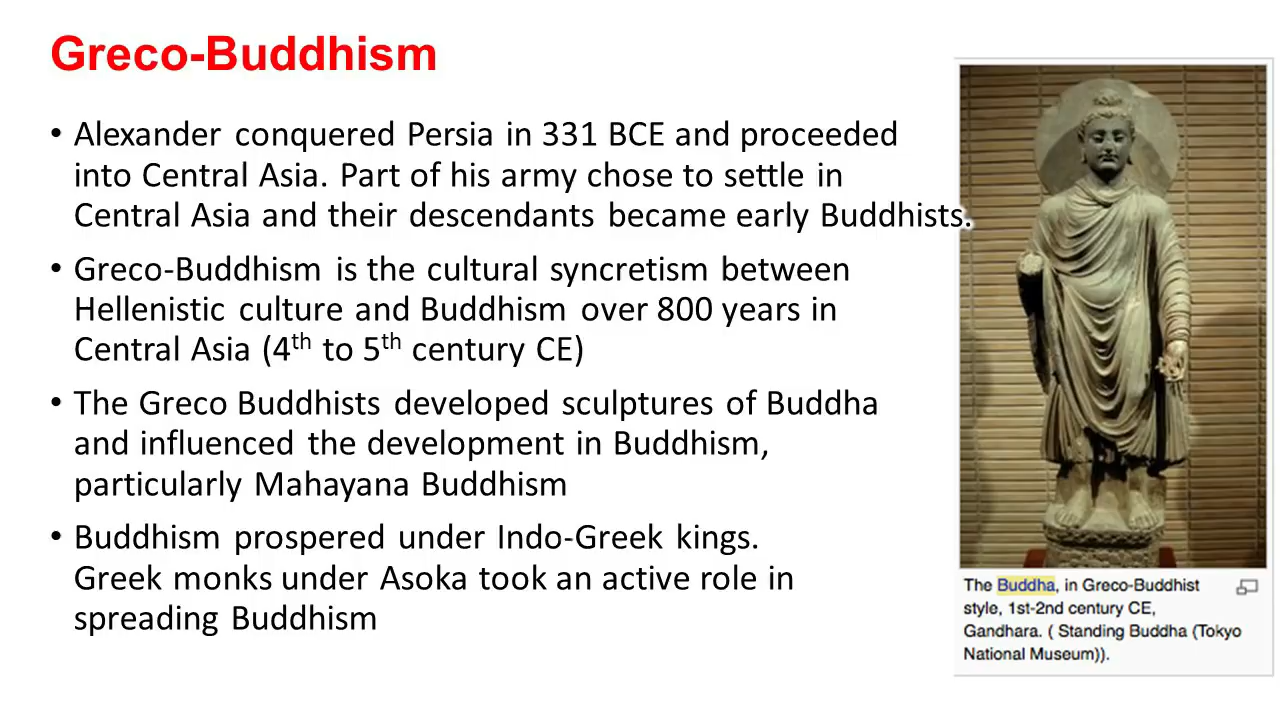 Greco-Buddhism
• Alexander conquered Persia in 331 BCE and proceeded
into Central Asia. Part of his army chose to settle in
Central Asia and their descendants became early Buddhists.
• Greco-Buddhism is the cultural syncretism between
Hellenistic culture and Buddhism over 800 years in
Central Asia (4th to 5th century CE)
• The Greco Buddhists developed sculptures of Buddha
and influenced the development in Buddhism,
particularly Mahayana Buddhism
• Buddhism prospered under Indo-Greek kings.
Greek monks under Asoka took an active role in
spreading Buddhism
The Buddha, in Greco-Buddhist
style, 1st-2nd century CE,
Gandhara. ( Standing Buddha (Tokyo
National Museum)).